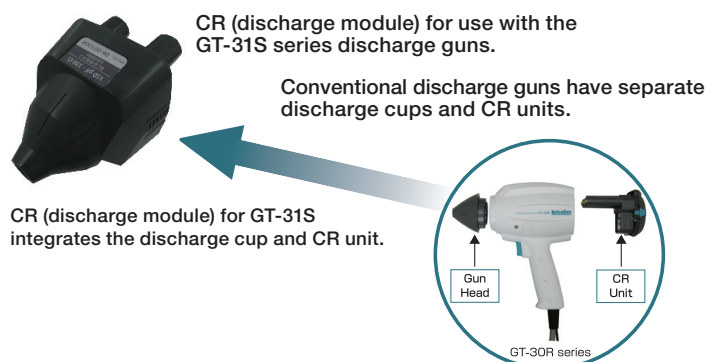 CR (discharge module) for use with the
GT-31S series discharge guns.
Conventional discharge guns have separate
discharge cups and CR units.
CR (discharge module) for GT-31S
integrates the discharge cup and CR unit.
NoiseKen
Gun
Head
CR
Unit
GT-30R series